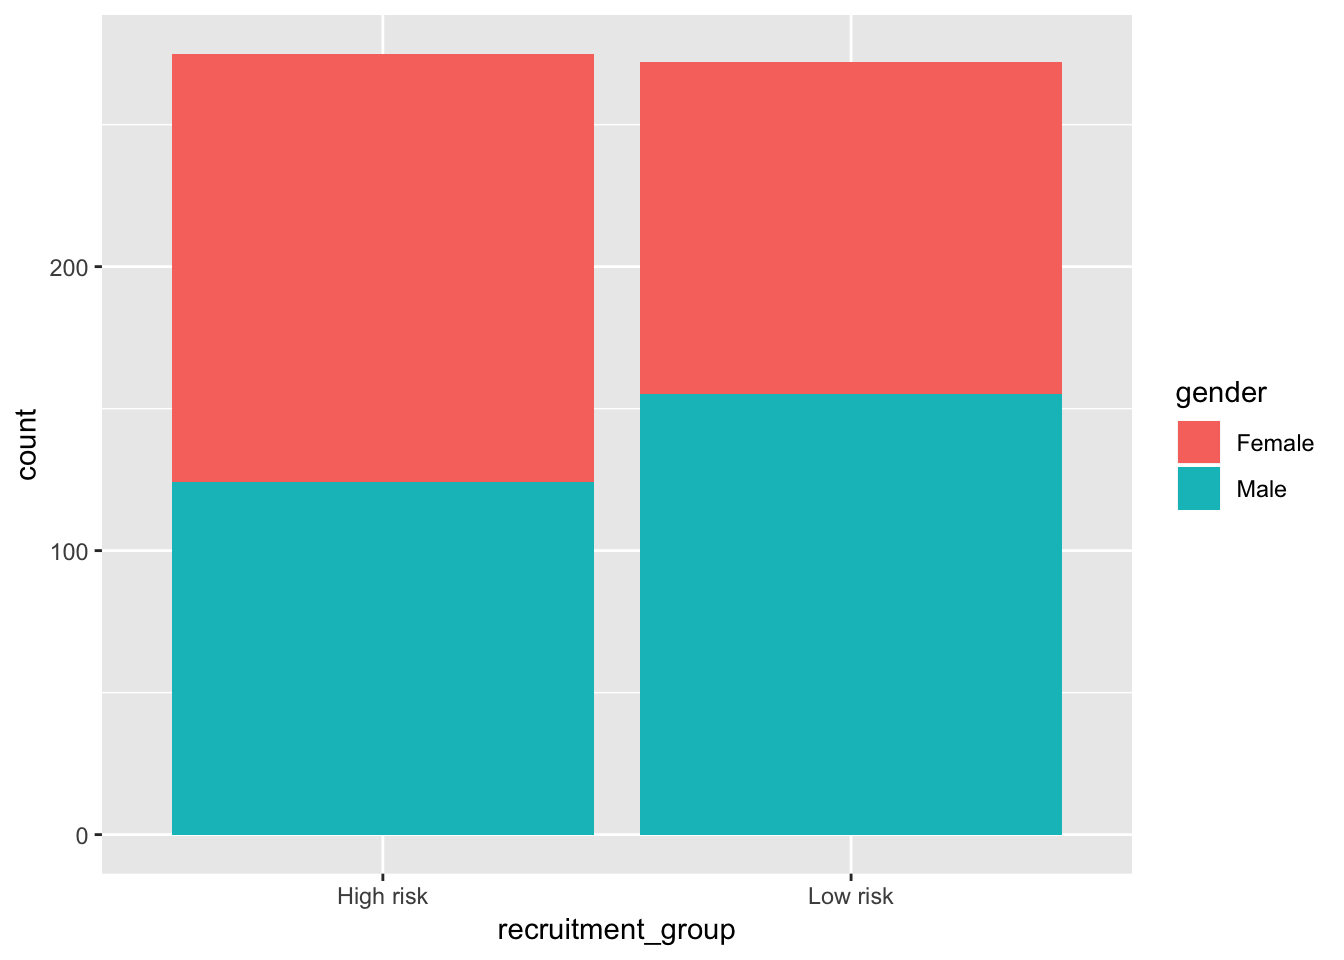 count
200
100
0
High risk
Low risk
recruitment_group
gender
Female
Male